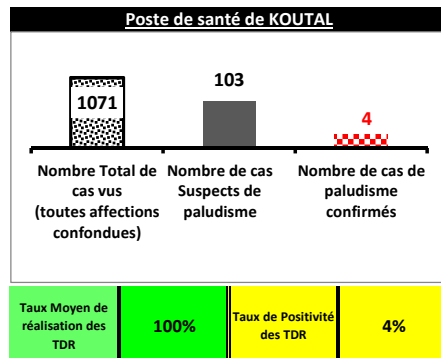 Poste de santé de KOUTAL
1071
103
4
Nombre Total de
cas vus
(toutes affections
confondues)
Nombre de cas
Suspects de
paludisme
Nombre de cas de
paludisme
confirmés
Taux Moyen de
réalisation des
TDR
100%
Taux de Positivité
des TDR
4%